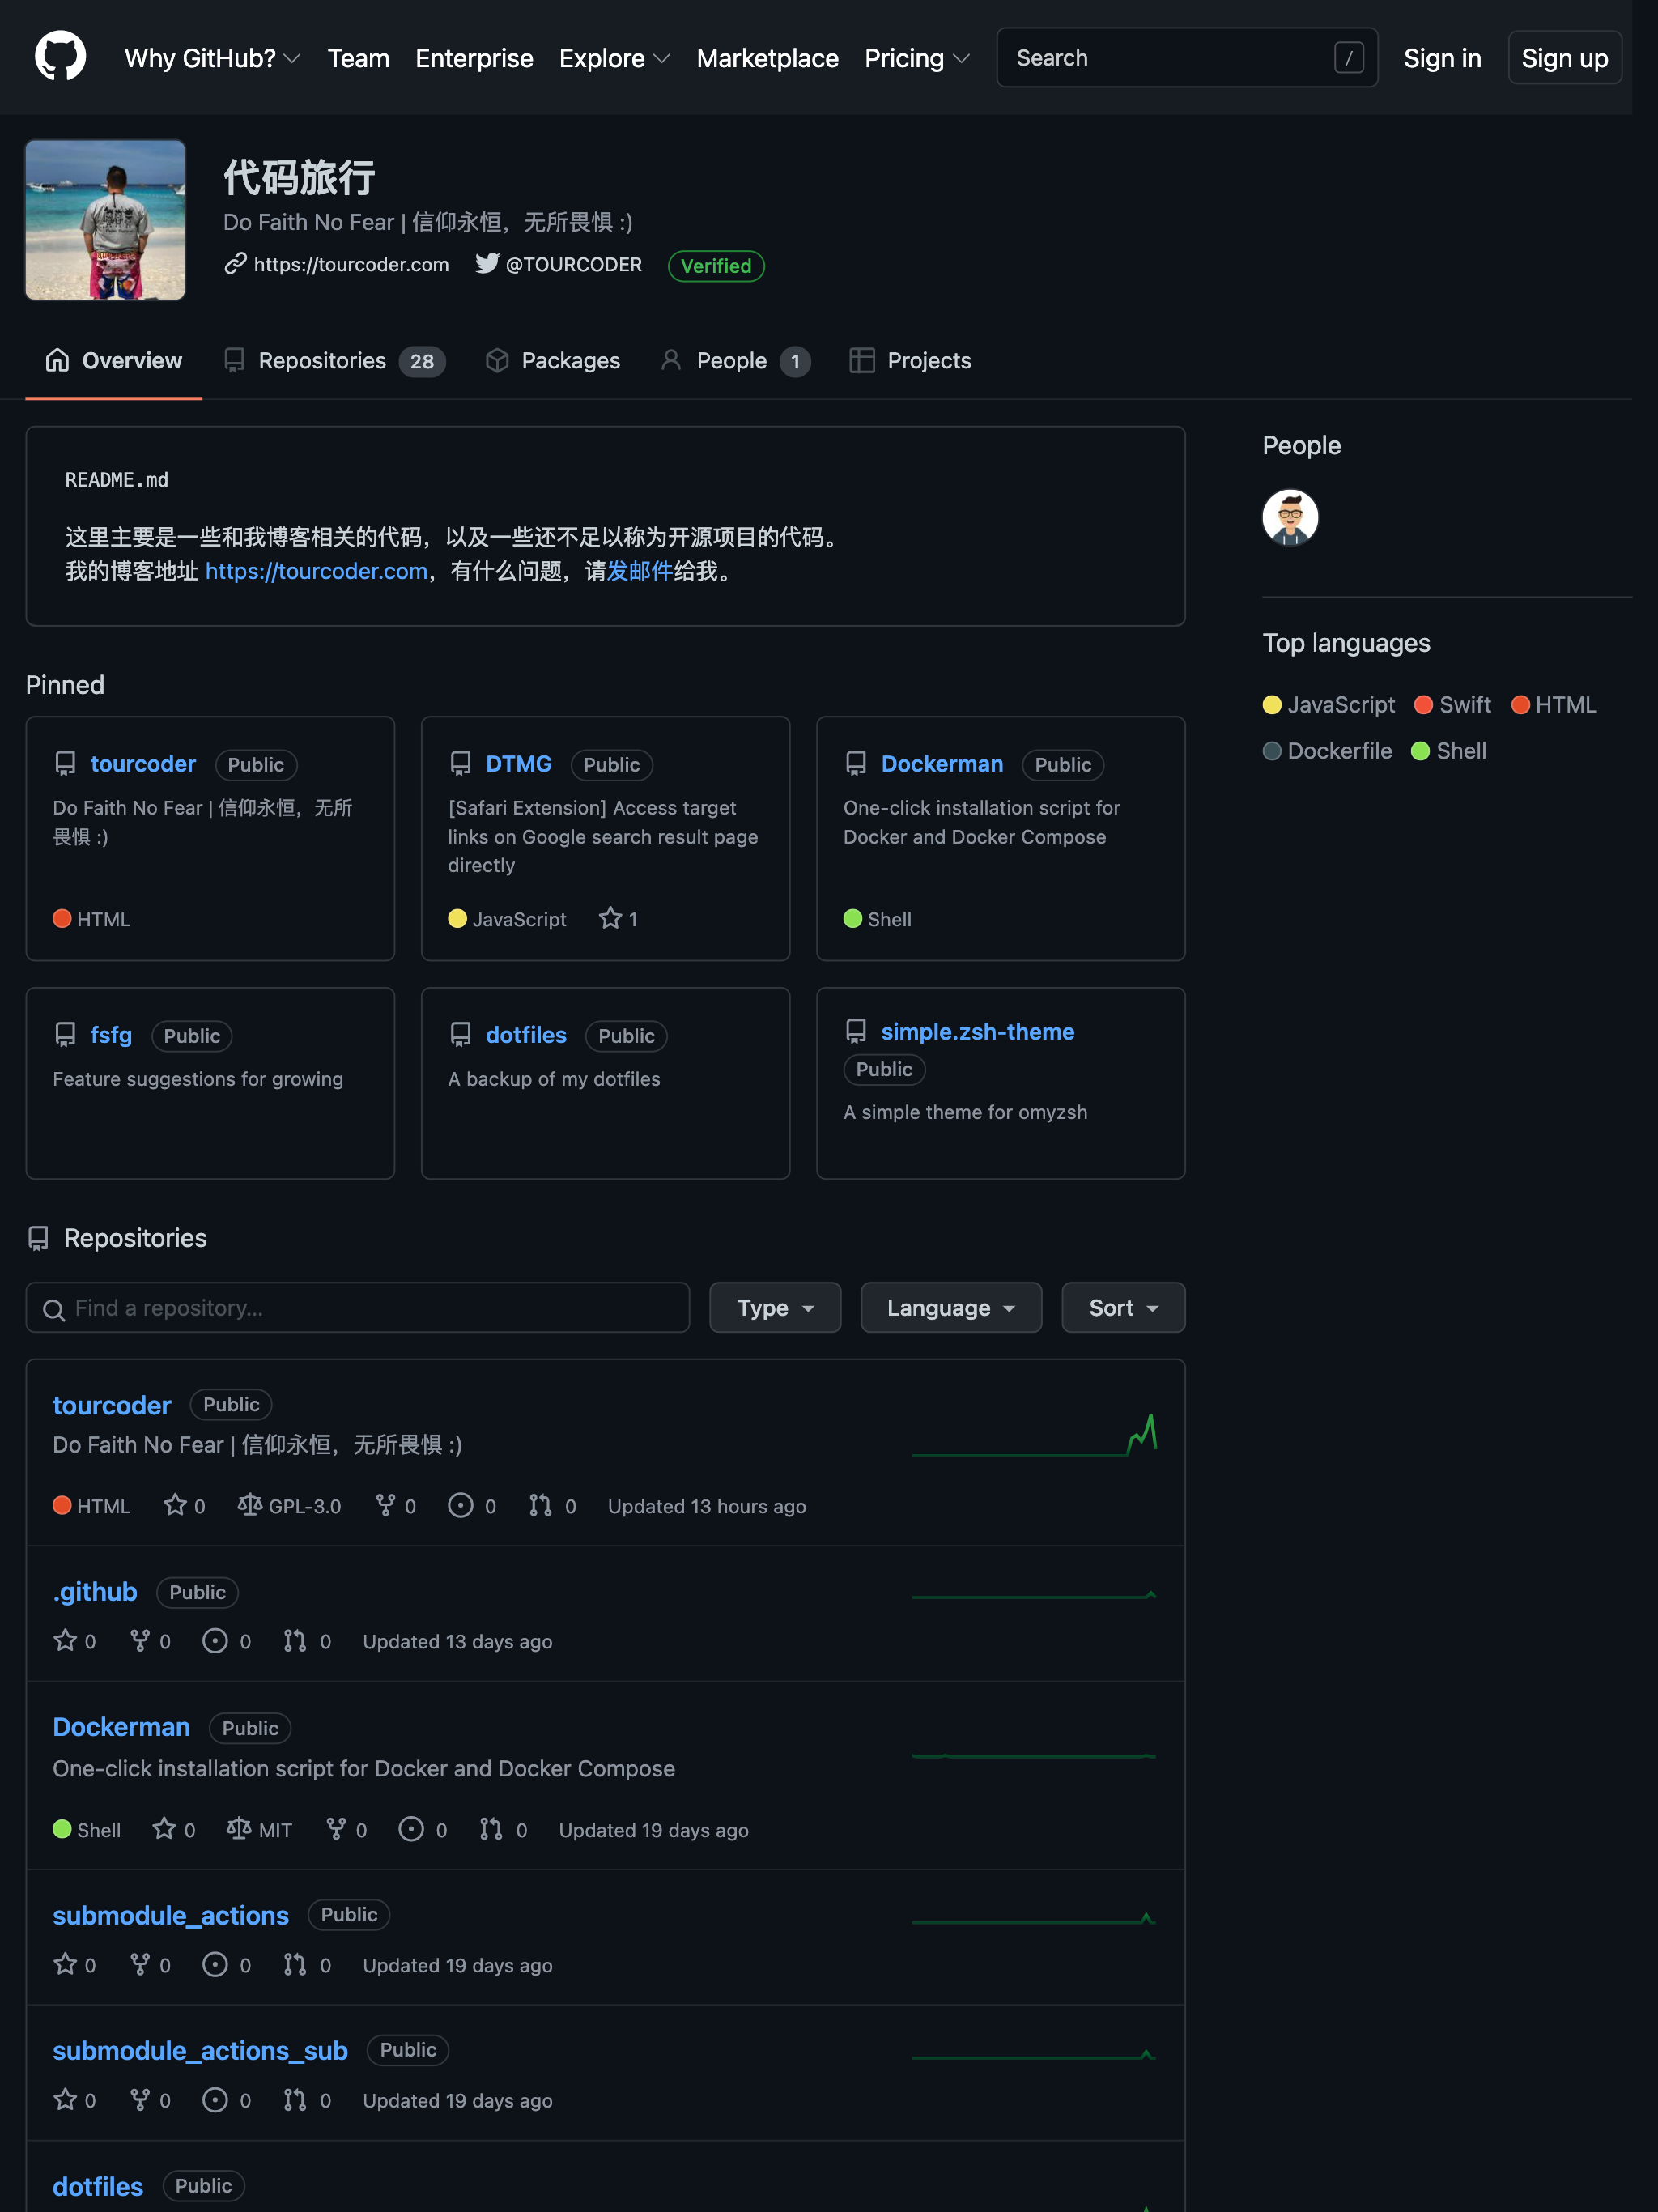 Why GitHub? Team Enterprise Explore Marketplace Pricing Search / Sign in Sign up
代码旅行
Do Faith No Fear | 信仰永恒，无所畏惧 :)
https://tourcoder.com @TOURCODER Verified
Overview Repositories 28 Packages People 1 Projects
README.md
这里主要是一些和我博客相关的代码，以及一些还不足以称为开源项目的代码。
我的博客地址 https://tourcoder.com，有什么问题，请发邮件给我。
People
Top languages
JavaScript Swift HTML
Dockerfile Shell
Pinned
tourcoder Public
Do Faith No Fear | 信仰永恒，无所
畏惧 :)
HTML
DTMG Public
[Safari Extension] Access target
links on Google search result page
directly
JavaScript 1
Dockerman Public
One-click installation script for
Docker and Docker Compose
Shell
fsfg Public
Feature suggestions for growing
dotfiles Public
A backup of my dotfiles
simple.zsh-theme
Public
A simple theme for omyzsh
Repositories
Find a repository... Type Language Sort
tourcoder Public
Do Faith No Fear | 信仰永恒，无所畏惧 :)
HTML 0 GPL-3.0 0 0 0 Updated 13 hours ago
.github Public
0 0 0 0 Updated 13 days ago
Dockerman Public
One-click installation script for Docker and Docker Compose
Shell 0 MIT 0 0 0 Updated 19 days ago
submodule_actions Public
0 0 0 0 Updated 19 days ago
submodule_actions_sub Public
0 0 0 0 Updated 19 days ago
dotfiles Public